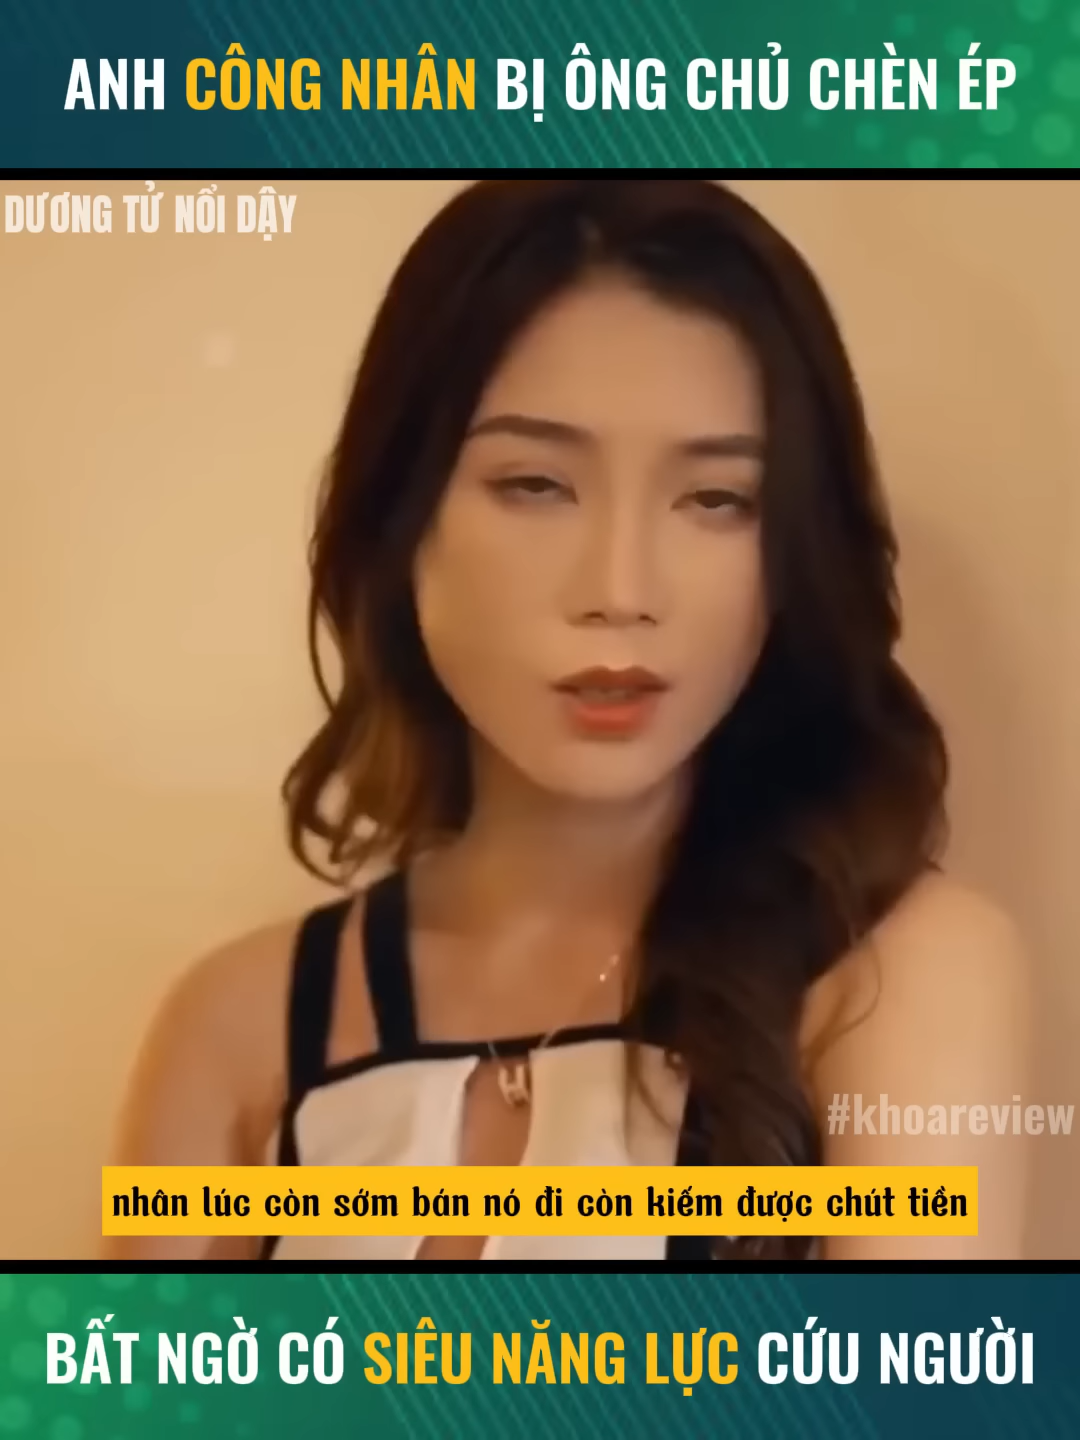 ANH CÔNG NHÂN BỊ ÔNG CHỦ CHÈN ÉP
DƯƠNG TỬ NỔI DẬY
#khoareview
nhân lúc còn sớm bán nó đi còn kiếm được chút tiền
BẤT NGỜ CÓ SIÊU NĂNG LỰC CỨU NGƯỜI